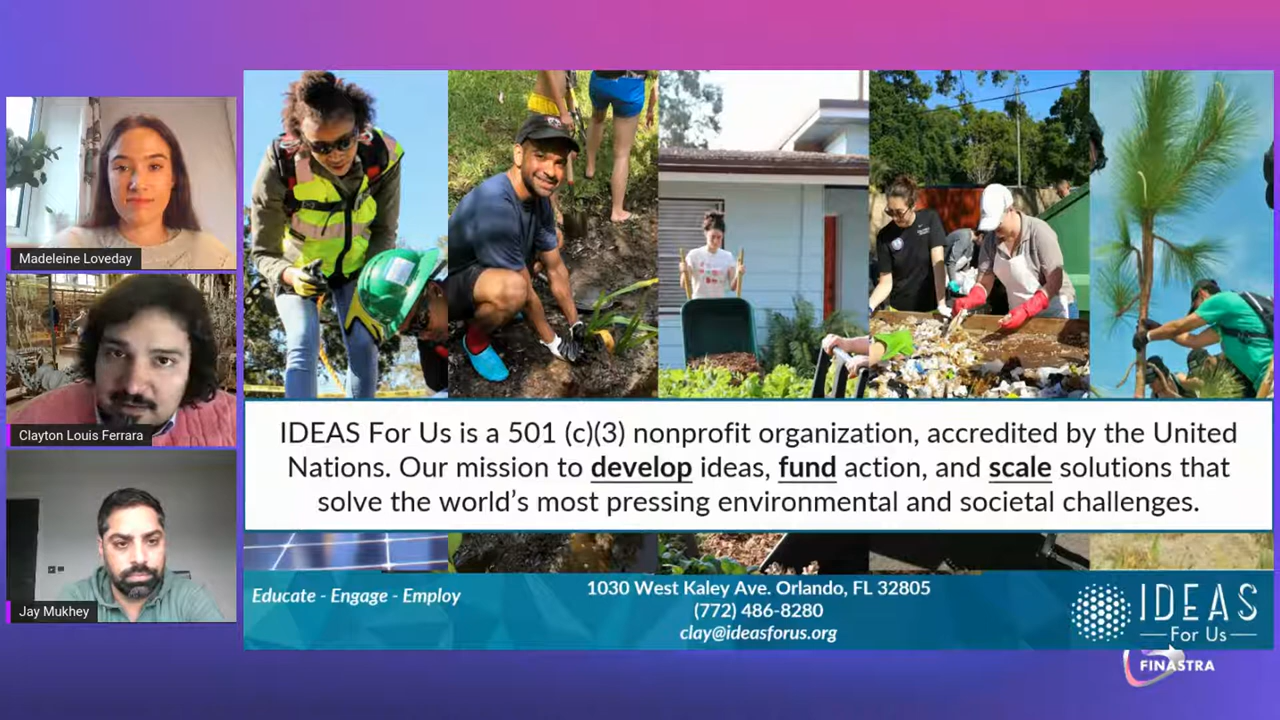 Madeleine Loveday
Clayton Louis Ferrara
Jay Mukhey
IDEAS For Us is a 501 (c)(3) nonprofit organization, accredited by the United
Nations. Our mission to develop ideas, fund action, and scale solutions that
solve the world's most pressing environmental and societal challenges.
Educate - Engage - Employ
1030 West Kaley Ave. Orlando, FL 32805
(772) 486-8280
clay@ideasforus.org
IDEAS
For Us
FINASTRA